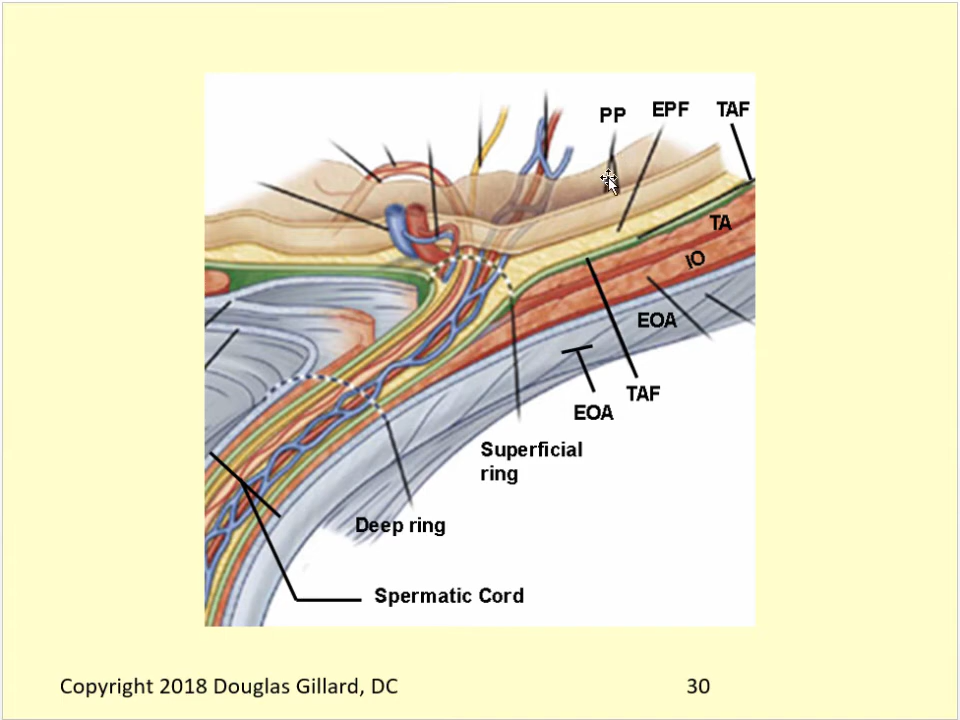 PP EPF TAF
TA
IO
EOA
TAF
EOA
Superficial
ring
Deep ring
Spermatic Cord
Copyright 2018 Douglas Gillard, DC 30